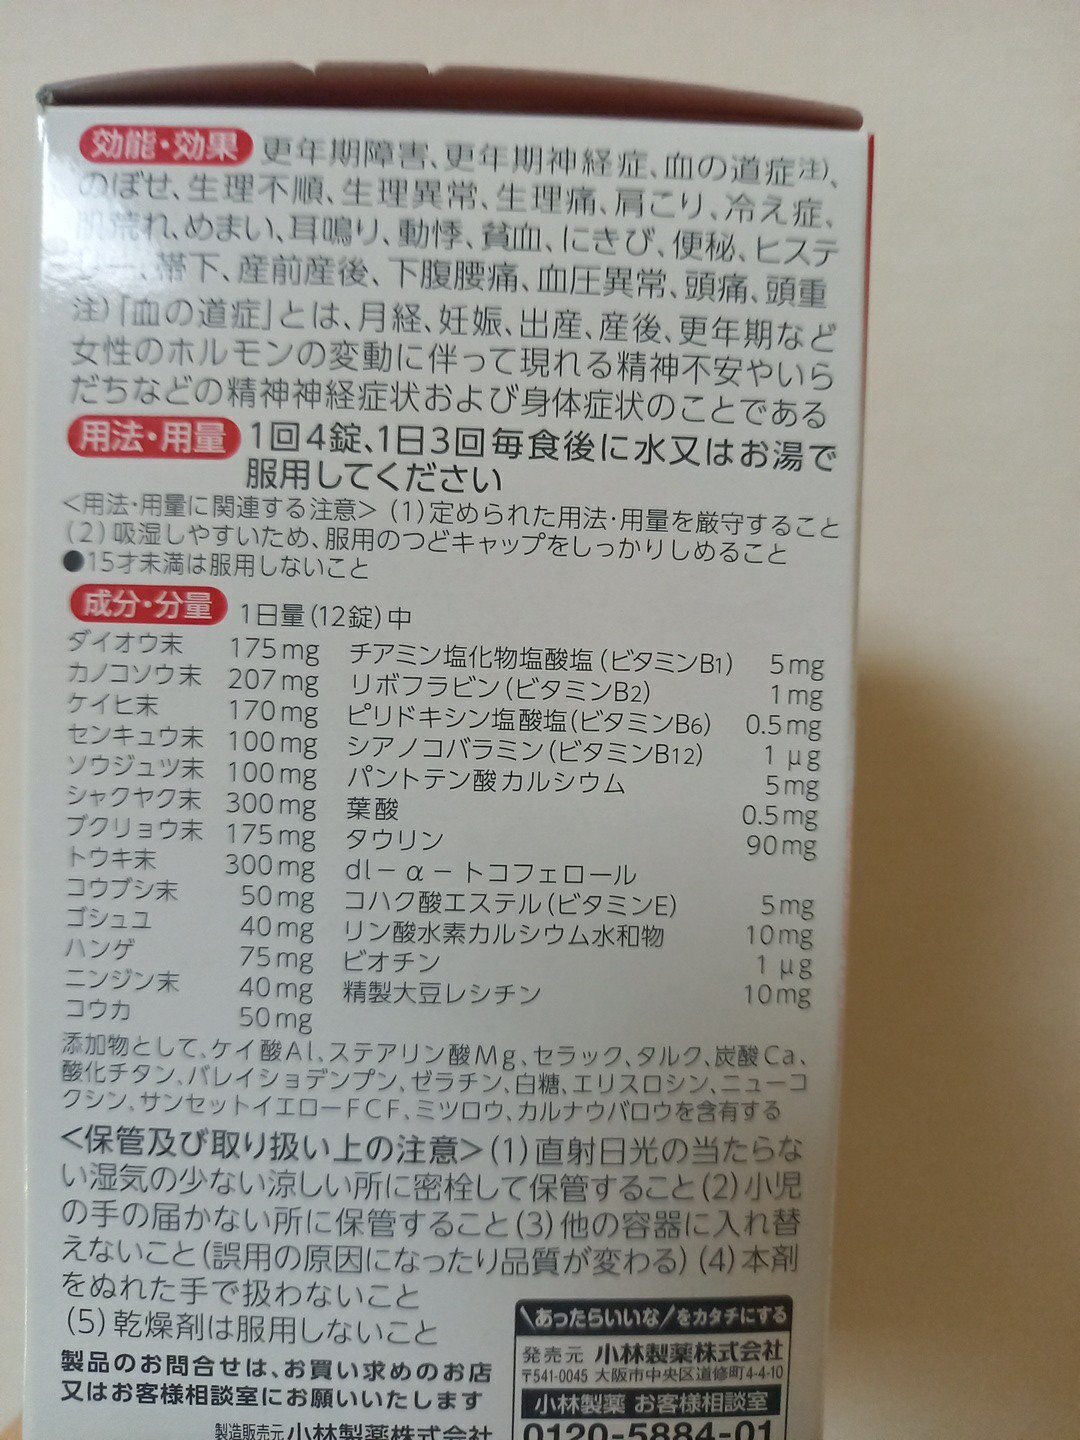 効能・効果 更年期障害、更年期神経症、血の道症注)、
のぼせ、生理不順、生理異常、生理痛、肩こり、冷え症、
肌荒れ、めまい、耳鳴り、動悸、貧血、にきび、便秘、ヒステ
リー、帯下、産前産後、下腹腰痛、血圧異常、頭痛、頭重
注)「血の道症」とは、月経、妊娠、出産、産後、更年期など
女性のホルモンの変動に伴って現れる精神不安やいら
だちなどの精神神経症状および身体症状のことである
用法・用量 1回4錠、1日3回毎食後に水又はお湯で
服用してください
<用法・用量に関連する注意>(1)定められた用法・用量を厳守すること
(2)吸湿しやすいため、服用のつどキャップをしっかりしめること
●15才未満は服用しないこと
成分・分量 1日量(12錠)中
ダイオウ末 175mg
カノコソウ末 207mg
ケイヒ末 170mg
センキュウ末 100mg
ソウジュツ末 100mg
シャクヤク末 300mg
ブクリョウ末 175mg
トウキ末 300mg
コウブシ末 50mg
ゴシュユ 40mg
ハンゲ 75mg
ニンジン末 40mg
コウカ 50mg
チアミン塩化物塩酸塩(ビタミンB1) 5mg
リボフラビン(ビタミンB2) 1mg
ピリドキシン塩酸塩(ビタミンB6) 0.5mg
シアノコバラミン(ビタミンB12) 1μg
パントテン酸カルシウム 5mg
葉酸 0.5mg
タウリン 90mg
dl-α-トコフェロール
コハク酸エステル(ビタミンE) 5mg
リン酸水素カルシウム水和物 10mg
ビオチン 1μg
精製大豆レシチン 10mg
添加物として、ケイ酸Al、ステアリン酸Mg、セラック、タルク、炭酸Ca、
酸化チタン、バレイショデンプン、ゼラチン、白糖、エリスロシン、ニューコ
クシン、サンセットイエローFCF、ミツロウ、カルナウバロウを含有する
<保管及び取り扱い上の注意>(1)直射日光の当たらな
い湿気の少ない涼しい所に密栓して保管すること(2)小児
の手の届かない所に保管すること(3)他の容器に入れ替
えないこと(誤用の原因になったり品質が変わる)(4)本剤
をぬれた手で扱わないこと
(5)乾燥剤は服用しないこと
製品のお問合せは、お買い求めのお店
又はお客様相談室にお願いいたします
製造販売元 小林製薬株式会社
\あったらいいな/をカタチにする
発売元 小林製薬株式会社
〒541-0045 大阪市中央区道修町4-4-10
小林製薬 お客様相談室
0120-5884-01